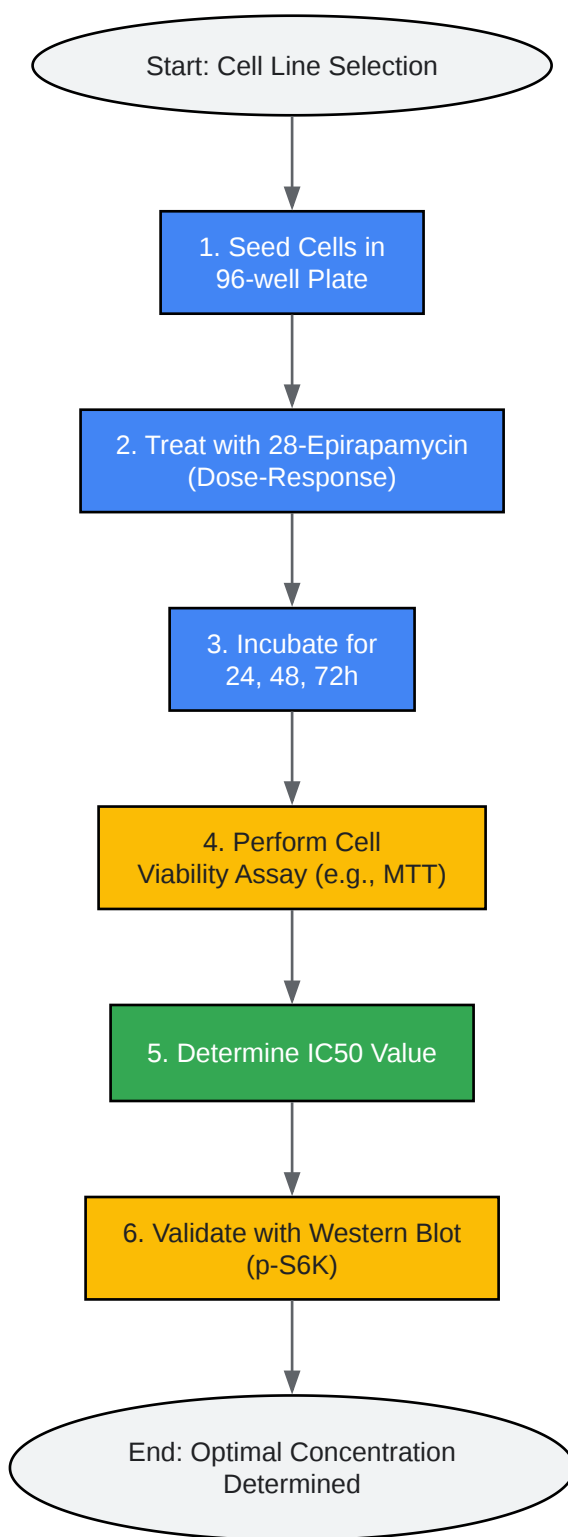 Start: Cell Line Selection
1. Seed Cells in
96-well Plate
2. Treat with 28-Epirapamycin
(Dose-Response)
3. Incubate for
24, 48, 72h
4. Perform Cell
Viability Assay (e.g., MTT)
5. Determine IC50 Value
6. Validate with Western Blot
(p-S6K)
End: Optimal Concentration
Determined